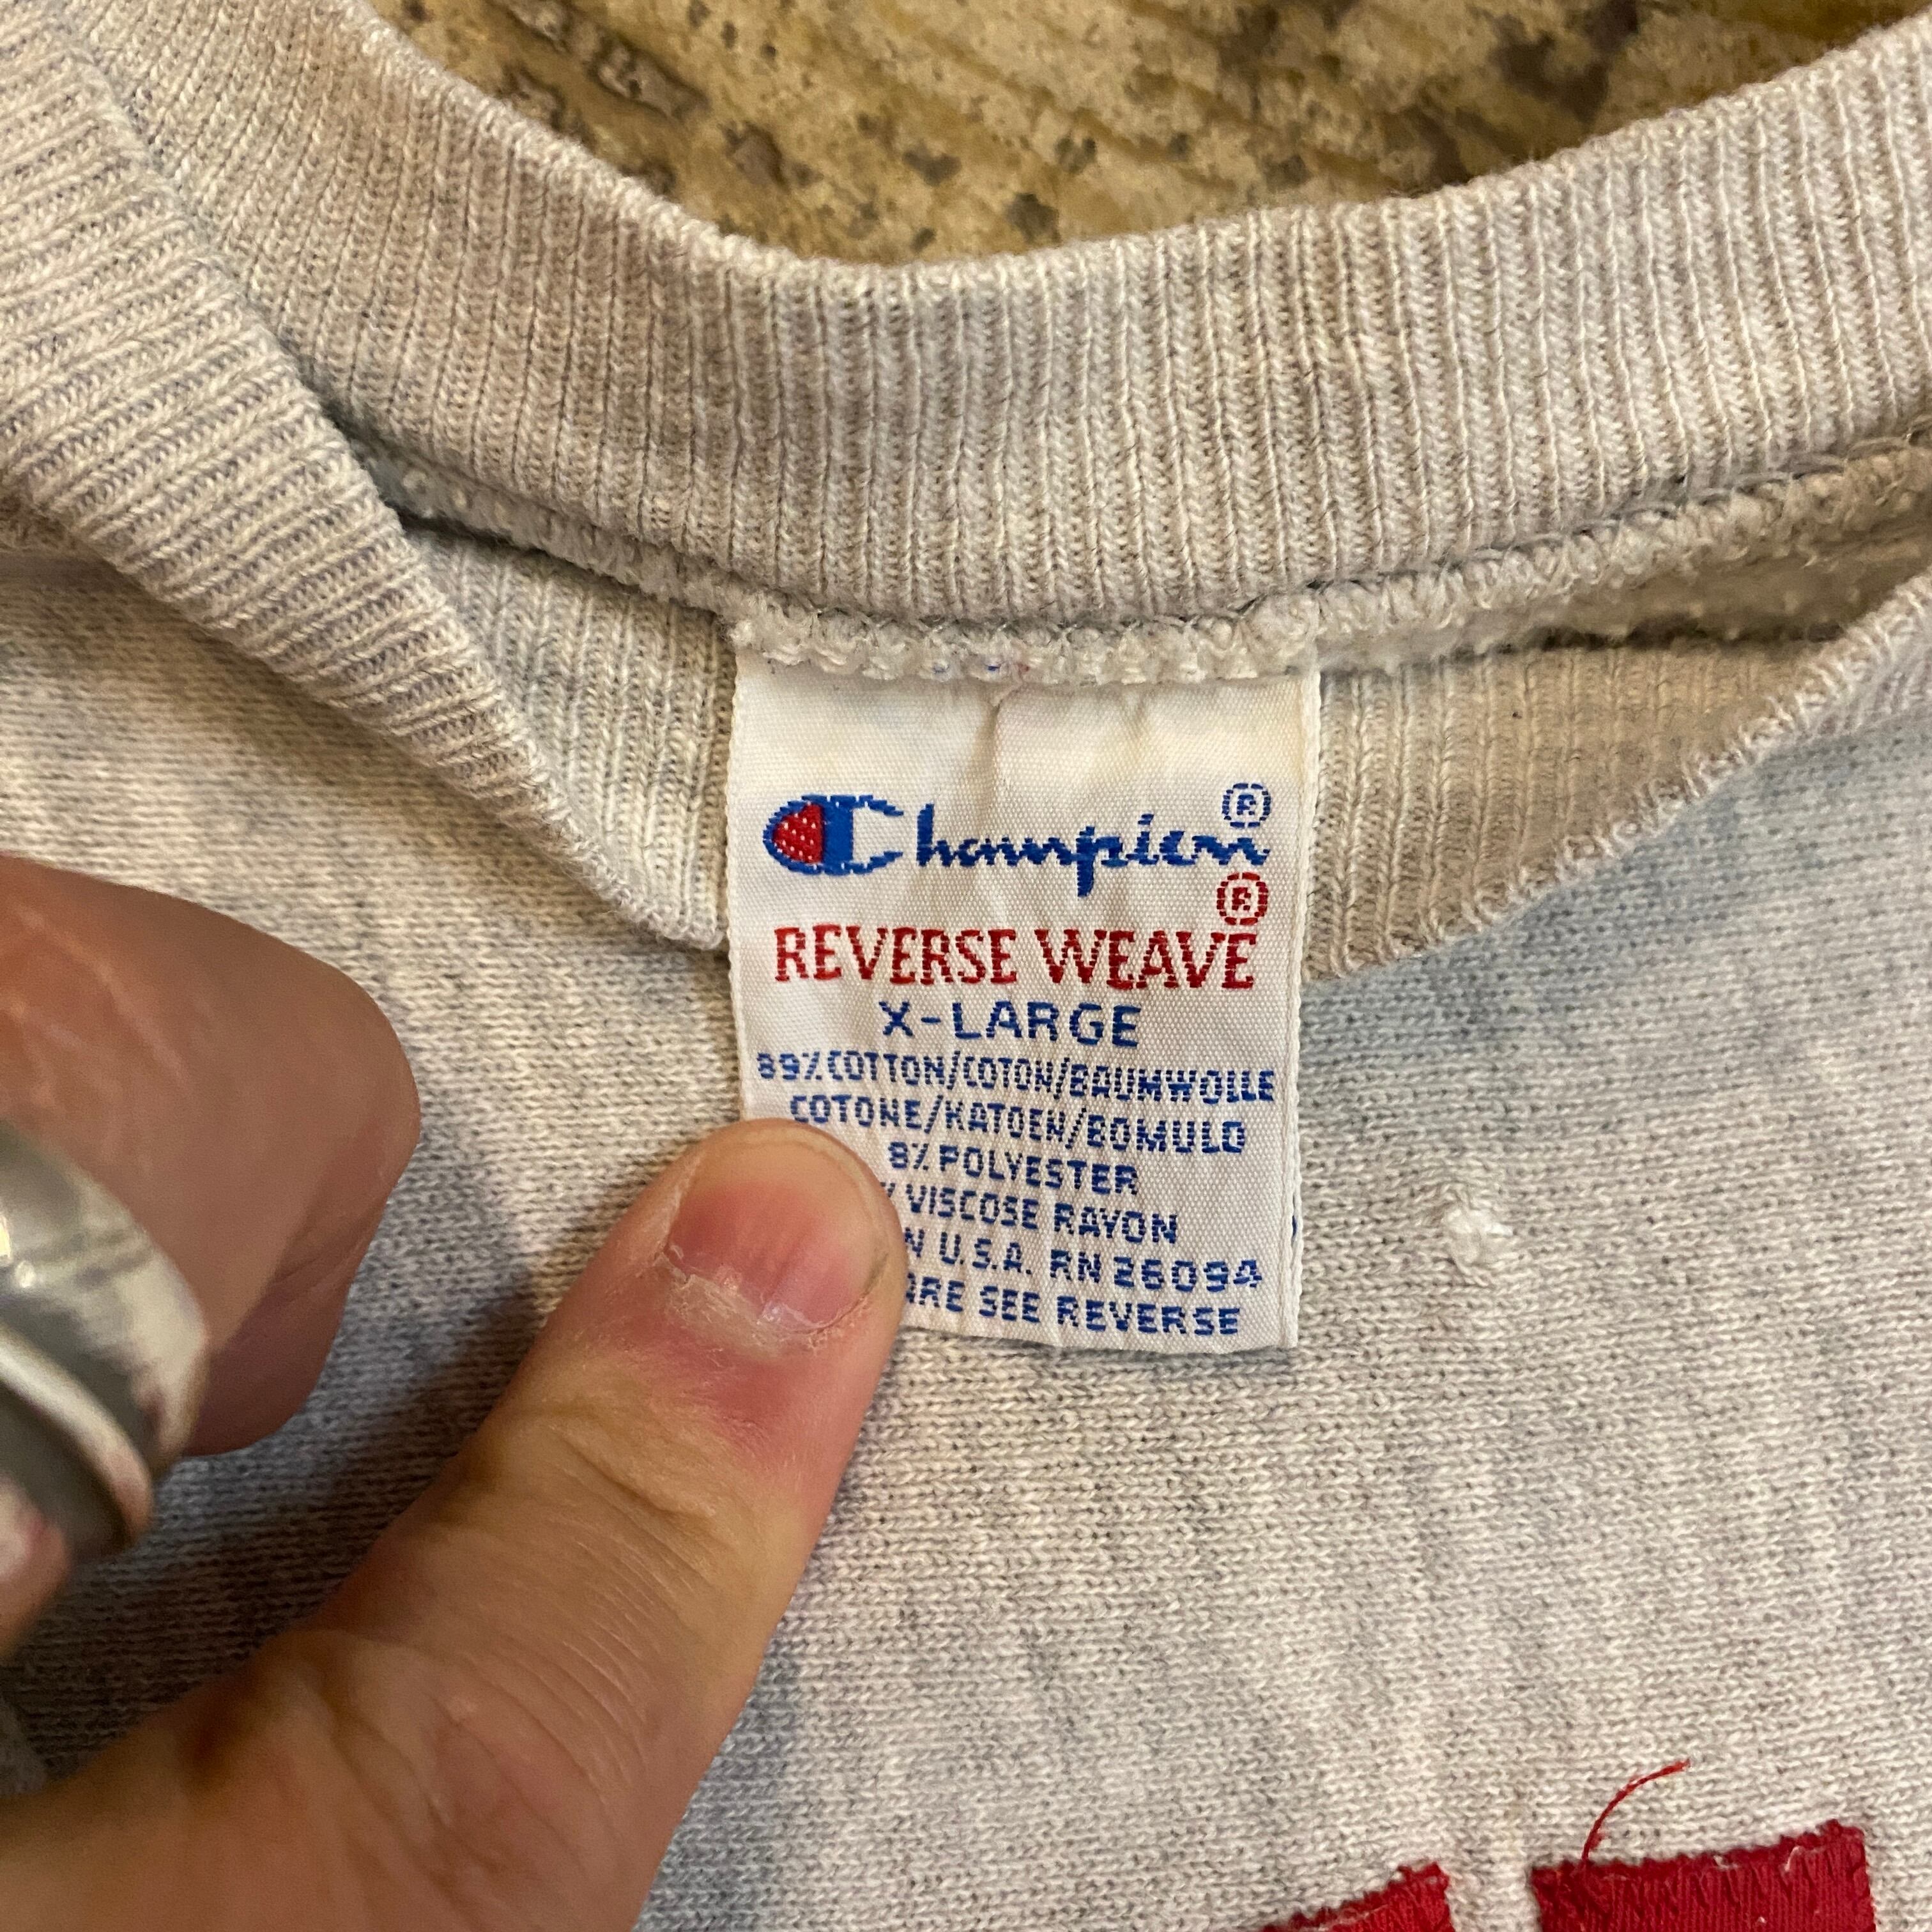 Champion®
®
REVERSE WEAVE
X-LARGE
89% COTTON/COTON/BAUMWOLLE
COTONE/KATOEN/BOMULD
8% POLYESTER
% VISCOSE RAYON
N U.S.A. RN 26094
ARE SEE REVERSE